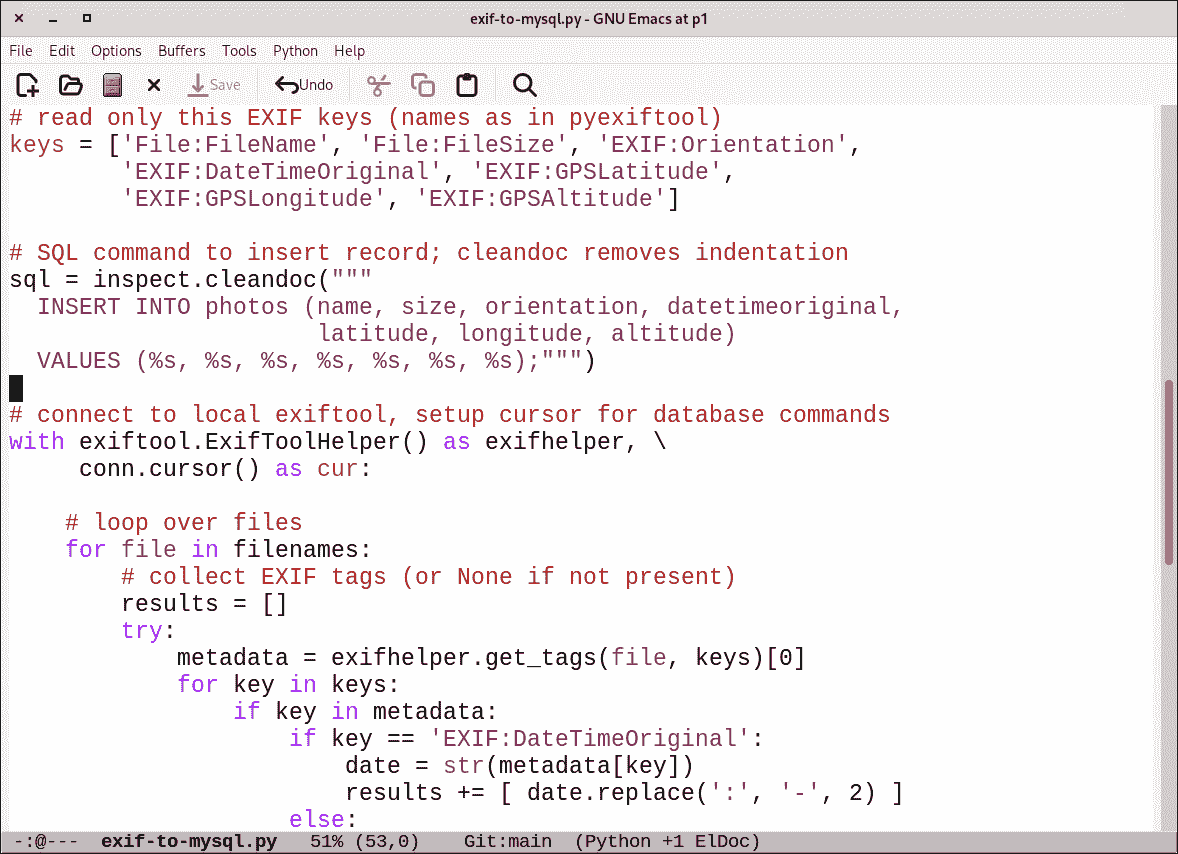 exif-to-mysql.py - GNU Emacs at p1
File Edit Options Buffers Tools Python Help
Save Undo
# read only this EXIF keys (names as in pyexiftool)
keys = ['File:FileName', 'File:FileSize', 'EXIF:Orientation',
        'EXIF:DateTimeOriginal', 'EXIF:GPSLatitude',
        'EXIF:GPSLongitude', 'EXIF:GPSAltitude']
# SQL command to insert record; cleandoc removes indentation
sql = inspect.cleandoc("""
  INSERT INTO photos (name, size, orientation, datetimeoriginal,
                      latitude, longitude, altitude)
  VALUES (%s, %s, %s, %s, %s, %s, %s);""")
# connect to local exiftool, setup cursor for database commands
with exiftool.ExifToolHelper() as exifhelper, \
     conn.cursor() as cur:
    # loop over files
    for file in filenames:
        # collect EXIF tags (or None if not present)
        results = []
        try:
            metadata = exifhelper.get_tags(file, keys)[0]
            for key in keys:
                if key in metadata:
                    if key == 'EXIF:DateTimeOriginal':
                        date = str(metadata[key])
                        results += [ date.replace(':', '-', 2) ]
                    else:
-:@--- exif-to-mysql.py 51% (53,0) Git:main (Python +1 ElDoc)